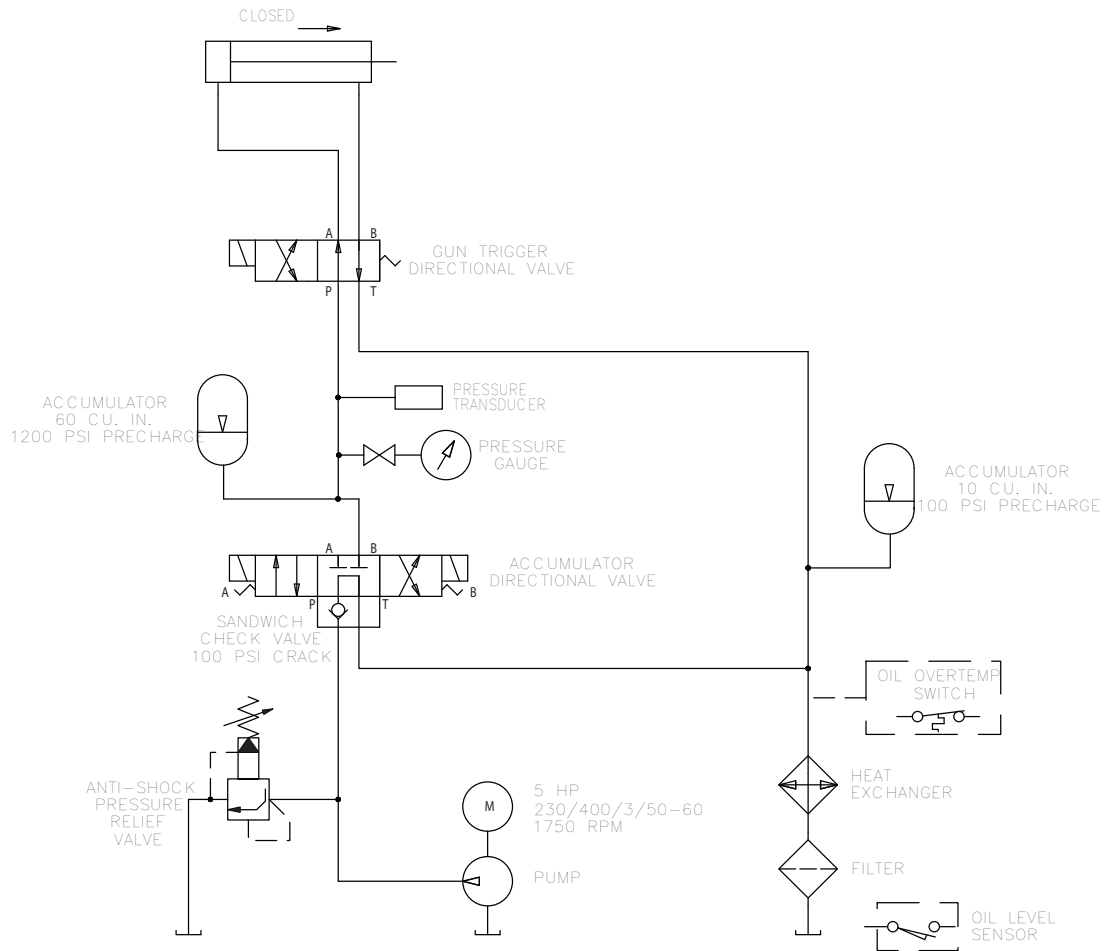 CLOSED
A B
GUN TRIGGER
DIRECTIONAL VALVE
P T
PRESSURE
TRANSDUCER
ACCUMULATOR
60 CU. IN.
1200 PSI PRECHARGE
PRESSURE
GAUGE
ACCUMULATOR
10 CU. IN.
100 PSI PRECHARGE
A B
ACCUMULATOR
DIRECTIONAL VALVE
A
B
P T
SANDWICH
CHECK VALVE
100 PSI CRACK
OIL OVERTEMP
SWITCH
ANTI-SHOCK
PRESSURE
RELIEF
VALVE
M
5 HP
230/400/3/50-60
1750 RPM
HEAT
EXCHANGER
PUMP
FILTER
OIL LEVEL
SENSOR